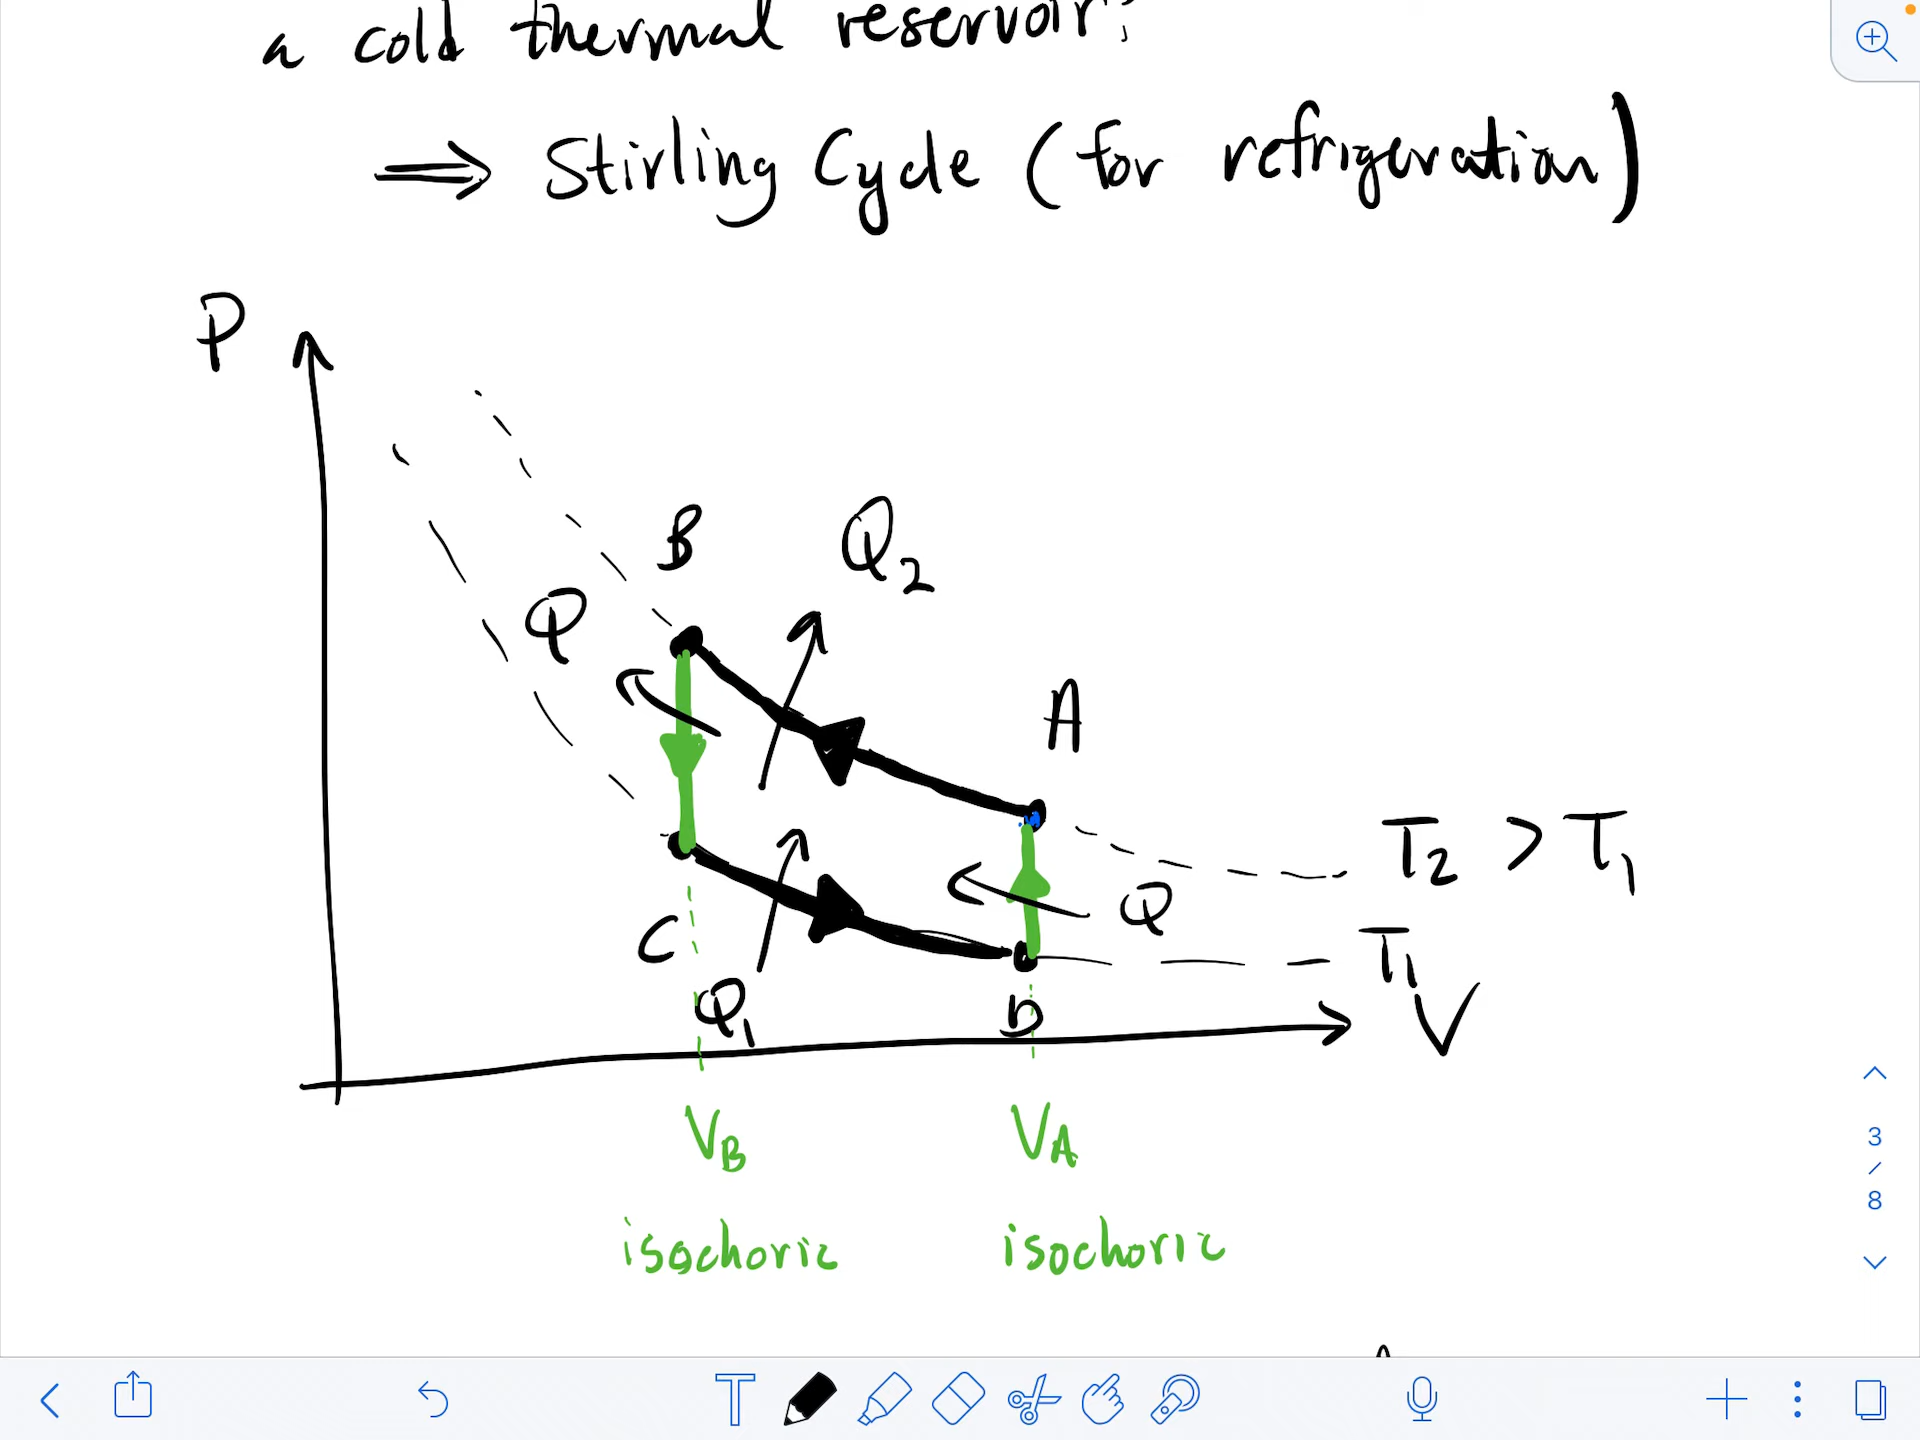 a cold thermal reservoir?
⇒ Stirling Cycle (for refrigeration)
P
B
Q2
Q
A
T2 > T1
Q
C
T1
Q1
D
V
VB
VA
isochoric
isochoric
3
/
8
T